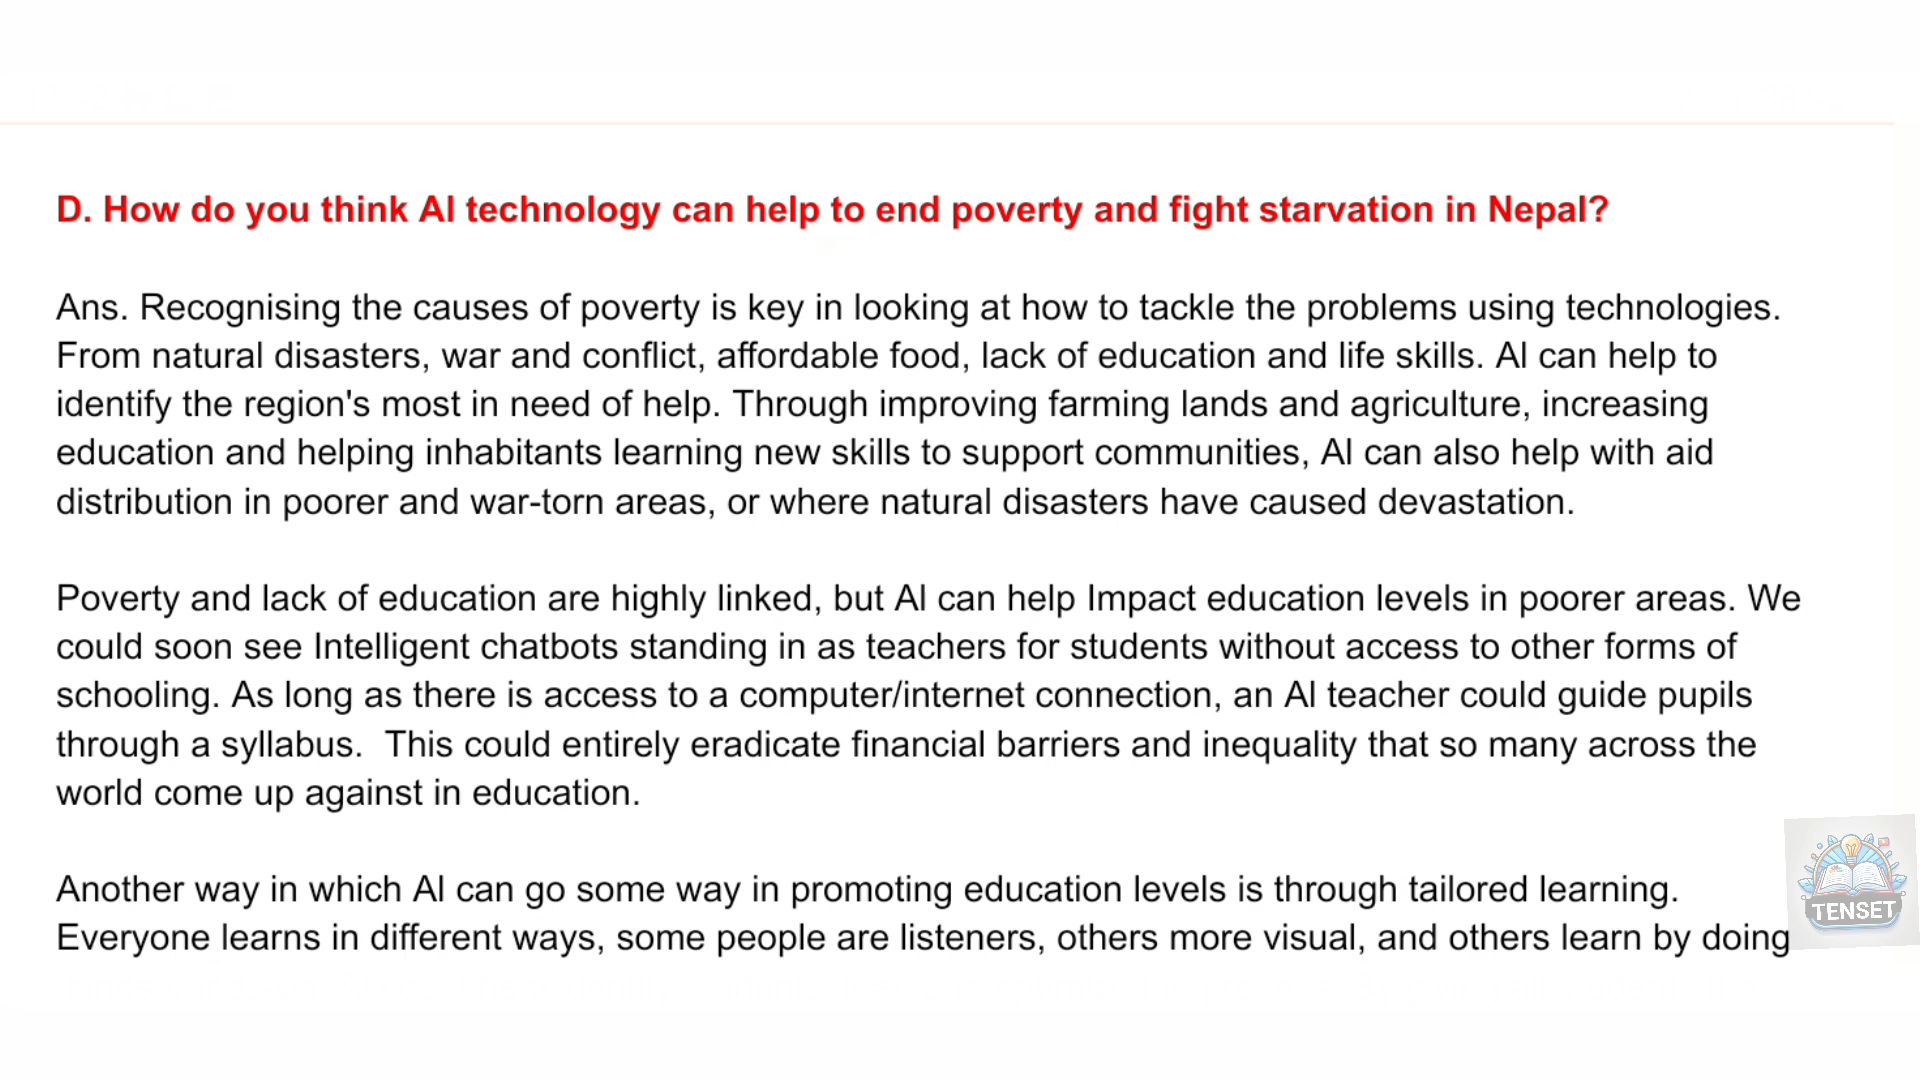 D. How do you think AI technology can help to end poverty and fight starvation in Nepal?
Ans. Recognising the causes of poverty is key in looking at how to tackle the problems using technologies.
From natural disasters, war and conflict, affordable food, lack of education and life skills. AI can help to
identify the region's most in need of help. Through improving farming lands and agriculture, increasing
education and helping inhabitants learning new skills to support communities, AI can also help with aid
distribution in poorer and war-torn areas, or where natural disasters have caused devastation.
Poverty and lack of education are highly linked, but AI can help Impact education levels in poorer areas. We
could soon see Intelligent chatbots standing in as teachers for students without access to other forms of
schooling. As long as there is access to a computer/internet connection, an AI teacher could guide pupils
through a syllabus.  This could entirely eradicate financial barriers and inequality that so many across the
world come up against in education.
Another way in which AI can go some way in promoting education levels is through tailored learning.
Everyone learns in different ways, some people are listeners, others more visual, and others learn by doing
TENSET